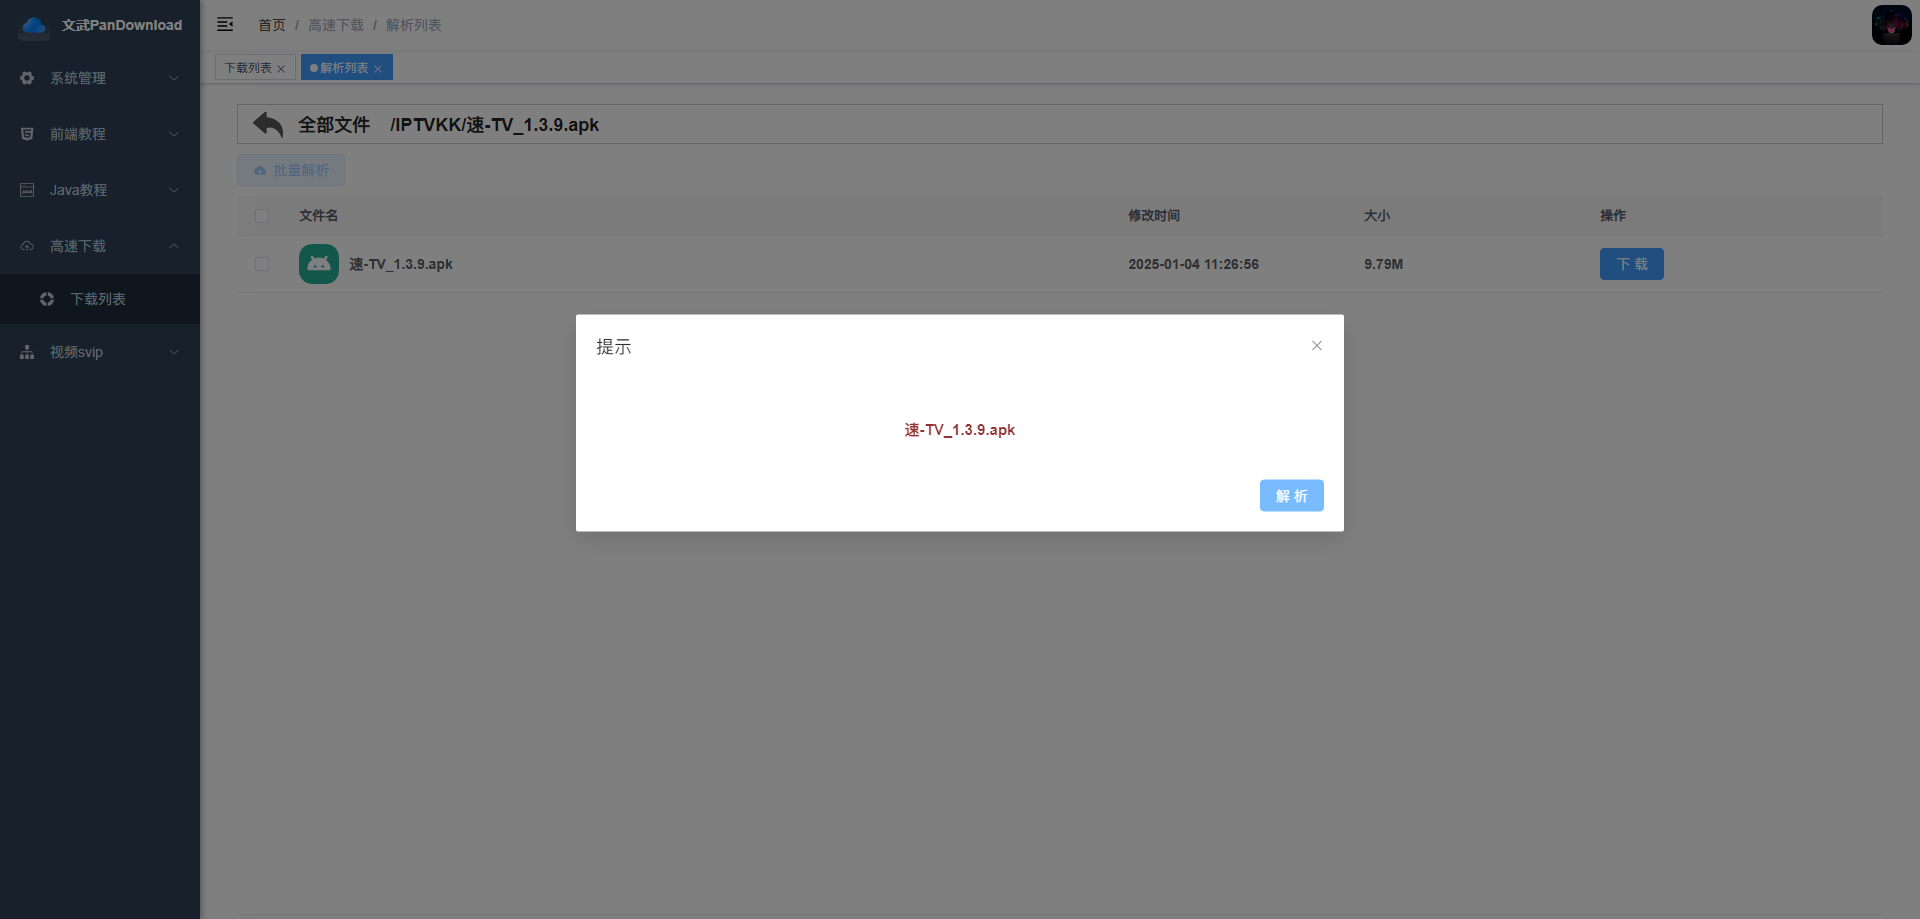 文武PanDownload
系统管理
前端教程
Java教程
高速下载
下载列表
视频svip
首页 / 高速下载 / 解析列表
下载列表 ×
解析列表 ×
全部文件 /IPTVKK/速-TV_1.3.9.apk
批量解析
文件名 修改时间 大小 操作
速-TV_1.3.9.apk 2025-01-04 11:26:56 9.79M 下 载
提示
速-TV_1.3.9.apk
解 析